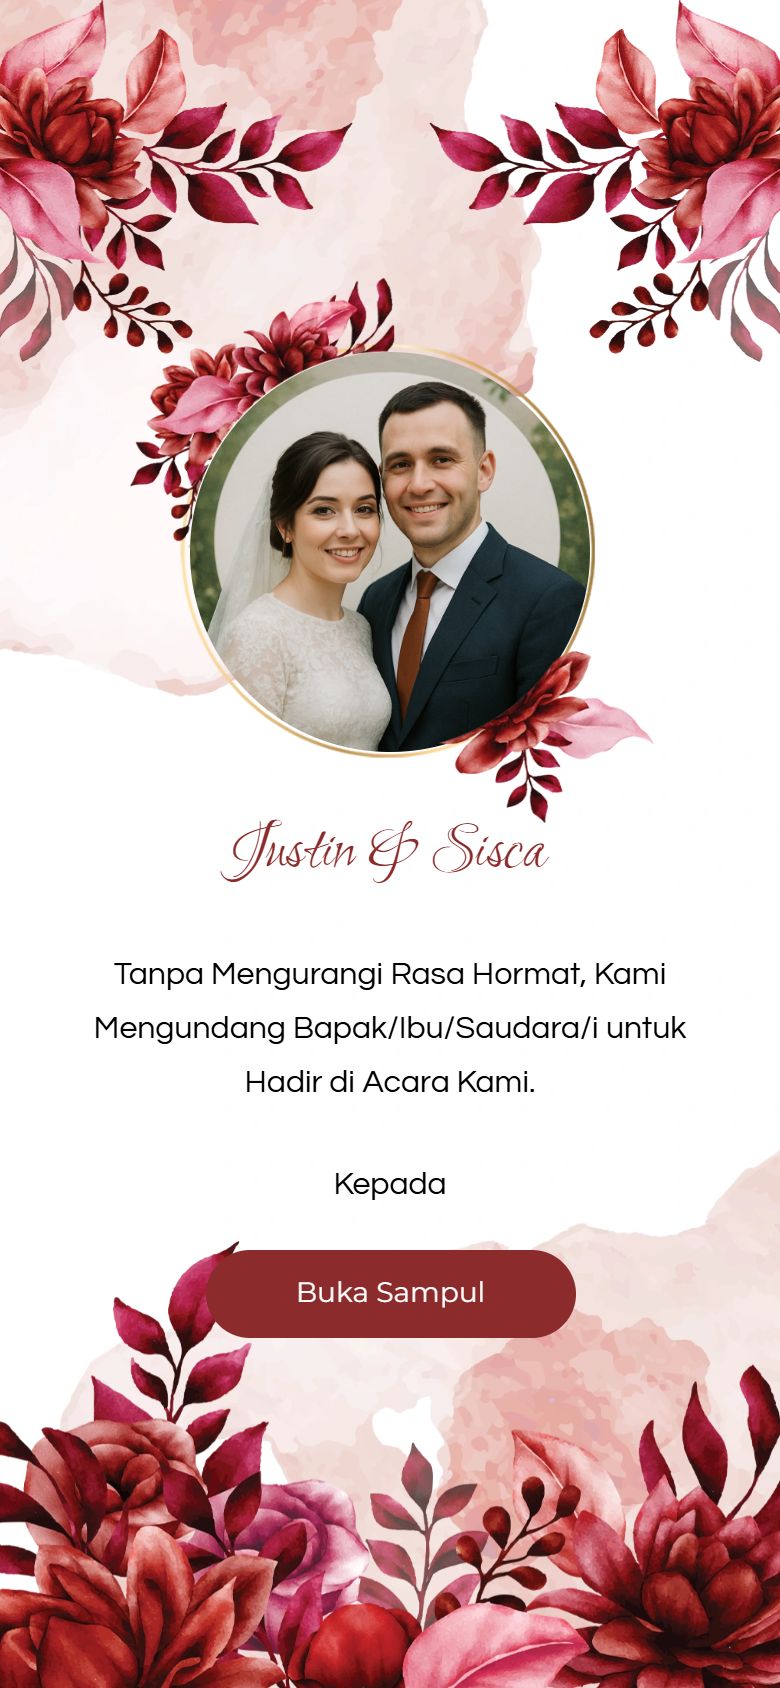 Justin & Sisca
Tanpa Mengurangi Rasa Hormat, Kami
Mengundang Bapak/Ibu/Saudara/i untuk
Hadir di Acara Kami.
Kepada
Buka Sampul